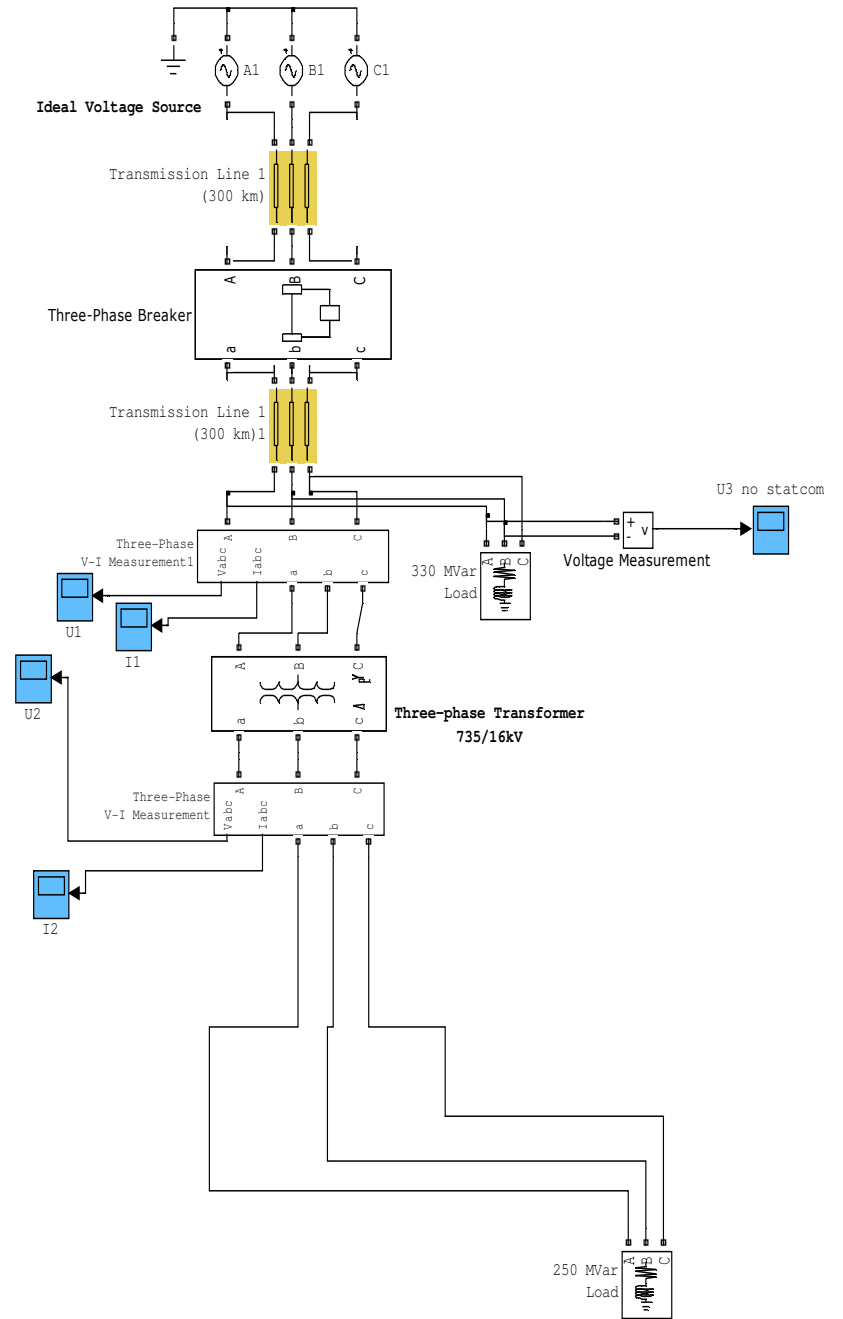 A1
B1
C1
Ideal Voltage Source
Transmission Line 1
(300 km)
A
B
C
Three-Phase Breaker
a
b
c
Transmission Line 1
(300 km)1
U3 no statcom
+
-
v
Voltage Measurement
Three-Phase
V-I Measurement1
Vabc
A
Iabc
B
C
a
b
c
A
B
C
330 MVar
Load
U1
I1
U2
A
B
C
Y
a
b
c
Δ
Three-phase Transformer
735/16kV
Three-Phase
V-I Measurement
Vabc
A
Iabc
B
C
a
b
c
I2
A
B
C
250 MVar
Load